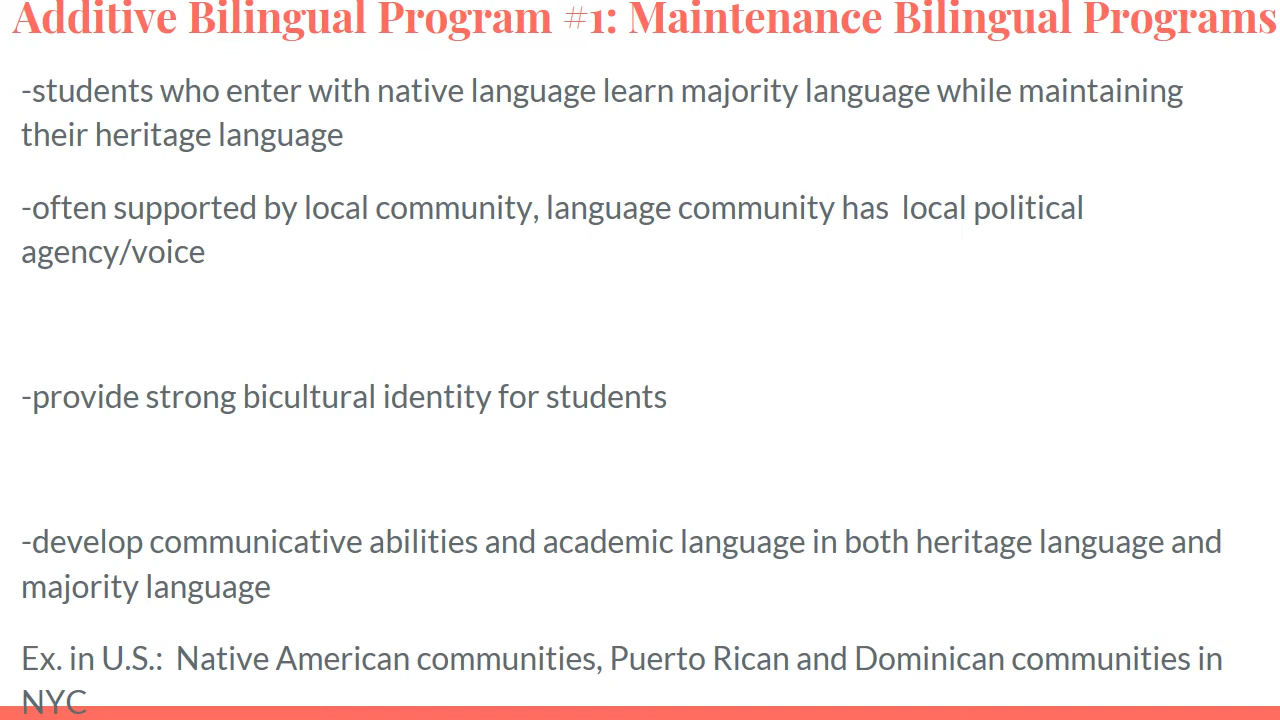 Additive Bilingual Program #1: Maintenance Bilingual Programs
-students who enter with native language learn majority language while maintaining
their heritage language
-often supported by local community, language community has  local political
agency/voice
-provide strong bicultural identity for students
-develop communicative abilities and academic language in both heritage language and
majority language
Ex. in U.S.:  Native American communities, Puerto Rican and Dominican communities in
NYC